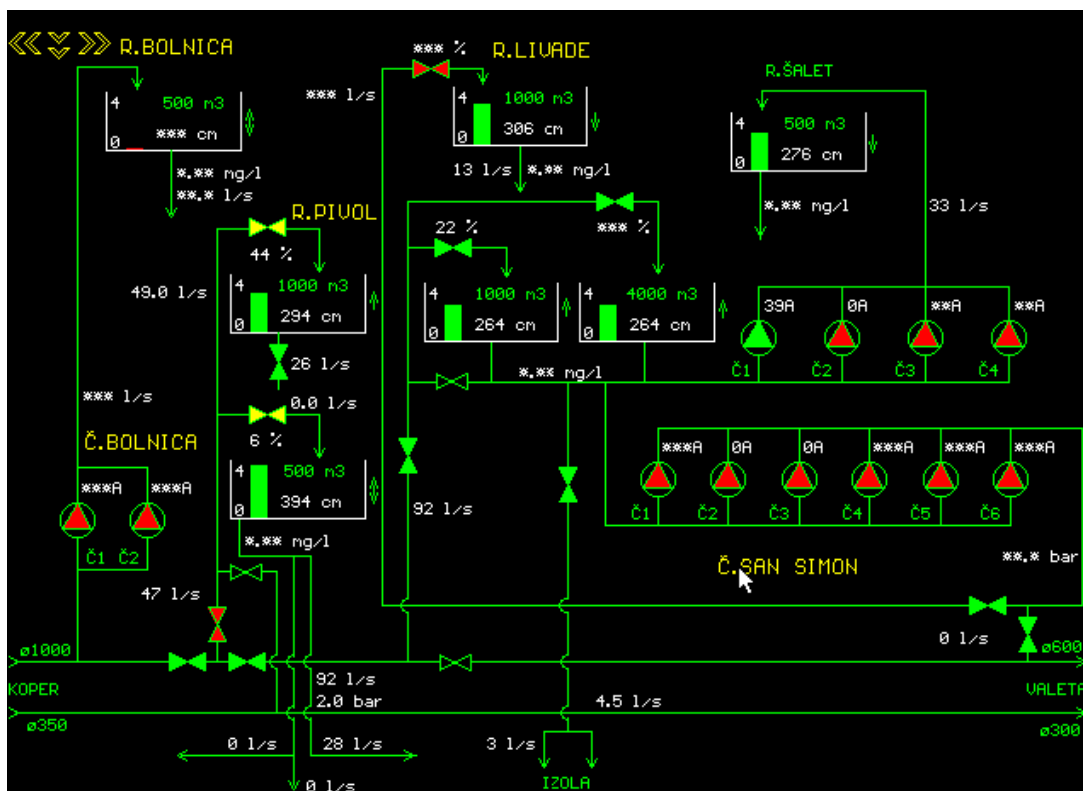 R.BOLNICA
*** %
R.LIVADE
R.ŠALET
*** l/s
4 500 m3
*** cm
0
4 1000 m3
306 cm
0
4 500 m3
276 cm
0
*.** mg/l
**.* l/s
13 l/s *.** mg/l
*.** mg/l
33 l/s
R.PIVOL
44 %
22 %
*** %
49.0 l/s
4 1000 m3
294 cm
0
4 1000 m3
264 cm
0
4 4000 m3
264 cm
0
39A 0A **A **A
Č1 Č2 Č3 Č4
26 l/s
*.** mg/l
*** l/s
0.0 l/s
Č.BOLNICA
6 %
4 500 m3
394 cm
0
***A 0A 0A ***A ***A ***A
***A ***A
92 l/s
Č1 Č2 Č3 Č4 Č5 Č6
*.** mg/l
Č1 Č2
Č.SAN SIMON
**.* bar
47 l/s
0 l/s
ø1000
ø600
92 l/s
KOPER
VALETA
2.0 bar
4.5 l/s
ø350
ø300
0 l/s 28 l/s
3 l/s
0 l/s
IZOLA